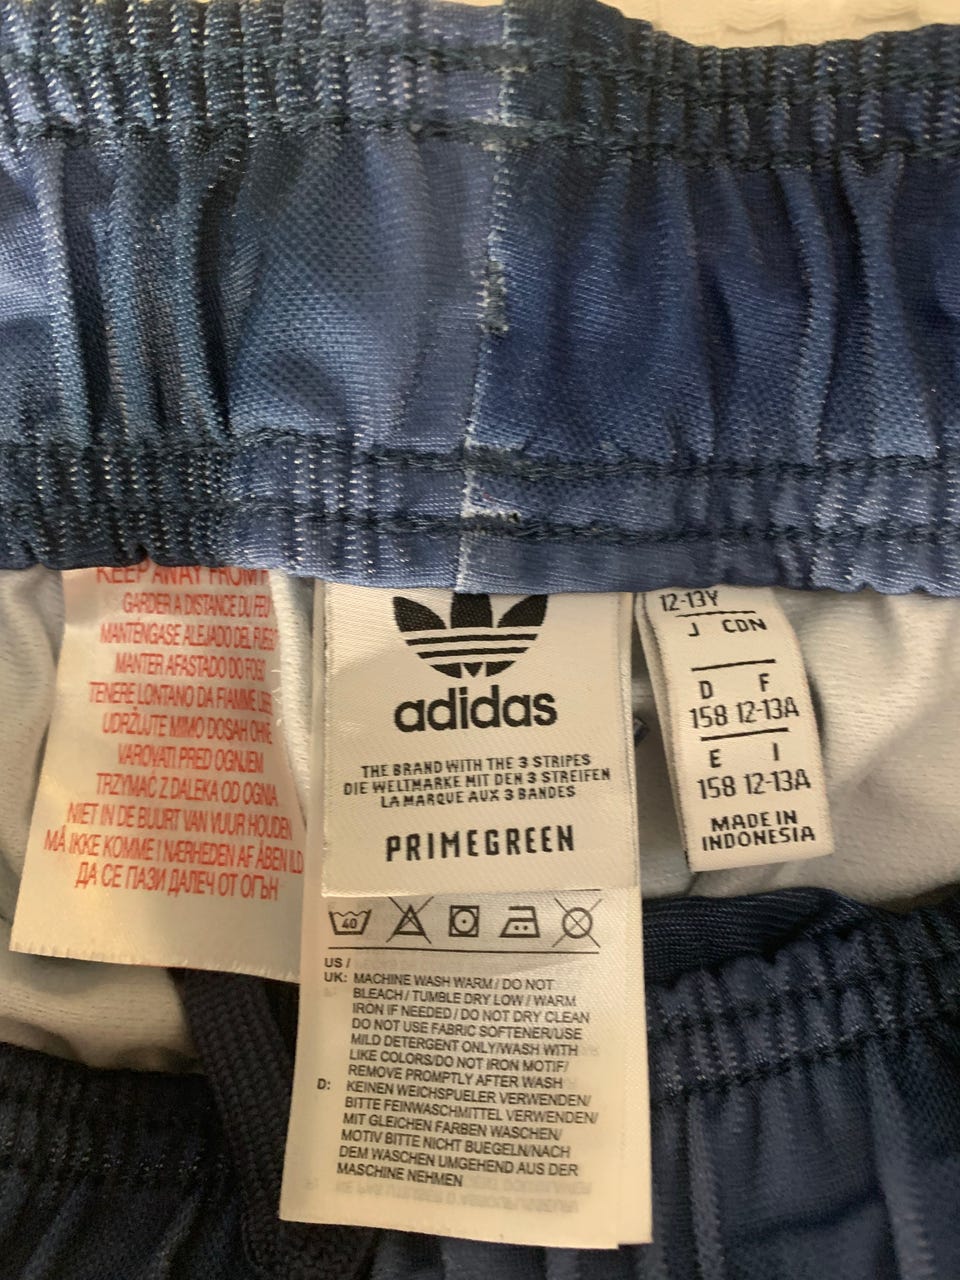 KEEP AWAY FROM
GARDER A DISTANCE DU FEU
MANTÉNGASE ALEJADO DEL FUEGO
MANTER AFASTADO DO FOGO
TENERE LONTANO DA FIAMME
UDRŽUJTE MIMO DOSAH OHNĚ
VAROVATI PRED OGNJEM
TRZYMAĆ Z DALEKA OD OGNIA
NIET IN DE BUURT VAN VUUR HOUDEN
MÅ IKKE KOMME I NÆRHEDEN AF ÅBEN ILD
ДА СЕ ПАЗИ ДАЛЕЧ ОТ ОГЪН
adidas
THE BRAND WITH THE 3 STRIPES
DIE WELTMARKE MIT DEN 3 STREIFEN
LA MARQUE AUX 3 BANDES
PRIMEGREEN
40
US /
UK: MACHINE WASH WARM / DO NOT
BLEACH / TUMBLE DRY LOW / WARM
IRON IF NEEDED / DO NOT DRY CLEAN
DO NOT USE FABRIC SOFTENER/USE
MILD DETERGENT ONLY/WASH WITH
LIKE COLORS/DO NOT IRON MOTIF/
REMOVE PROMPTLY AFTER WASH
D: KEINEN WEICHSPUELER VERWENDEN/
BITTE FEINWASCHMITTEL VERWENDEN/
MIT GLEICHEN FARBEN WASCHEN/
MOTIV BITTE NICHT BUEGELN/NACH
DEM WASCHEN UMGEHEND AUS DER
MASCHINE NEHMEN
12-13Y
J CDN
D F
158 12-13A
E I
158 12-13A
MADE IN
INDONESIA